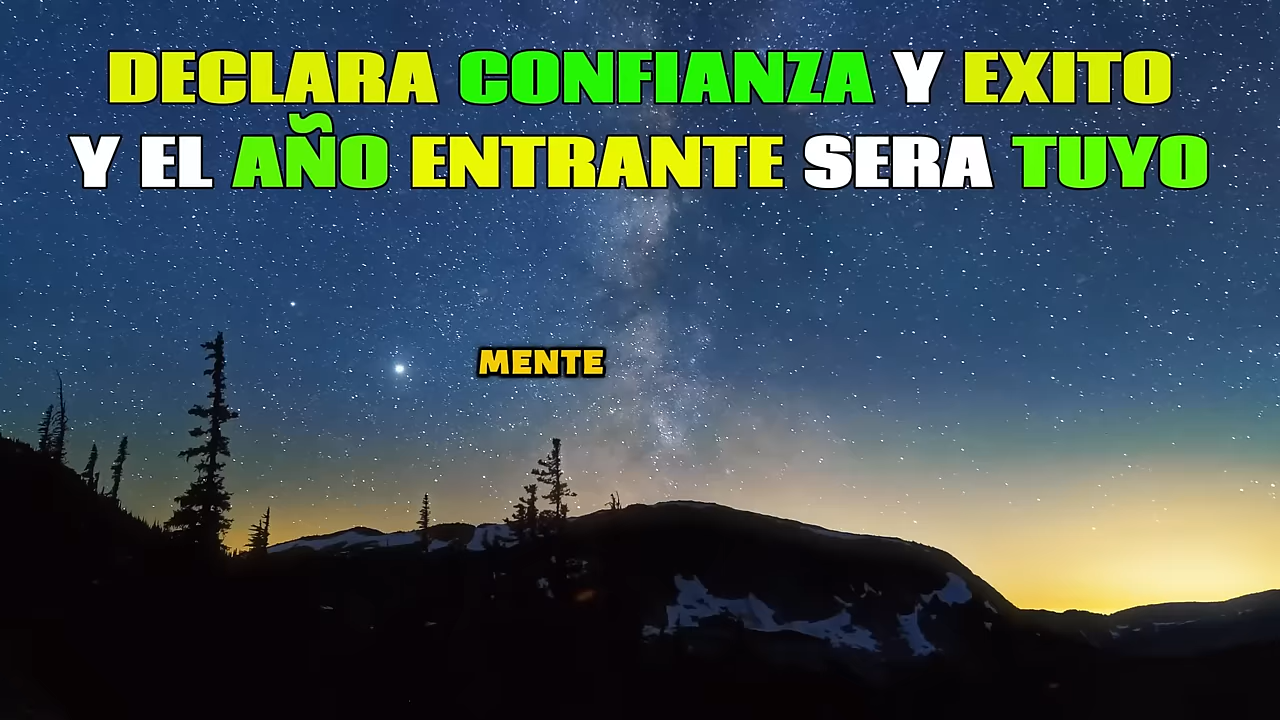 DECLARA CONFIANZA Y EXITO
Y EL AÑO ENTRANTE SERA TUYO
MENTE